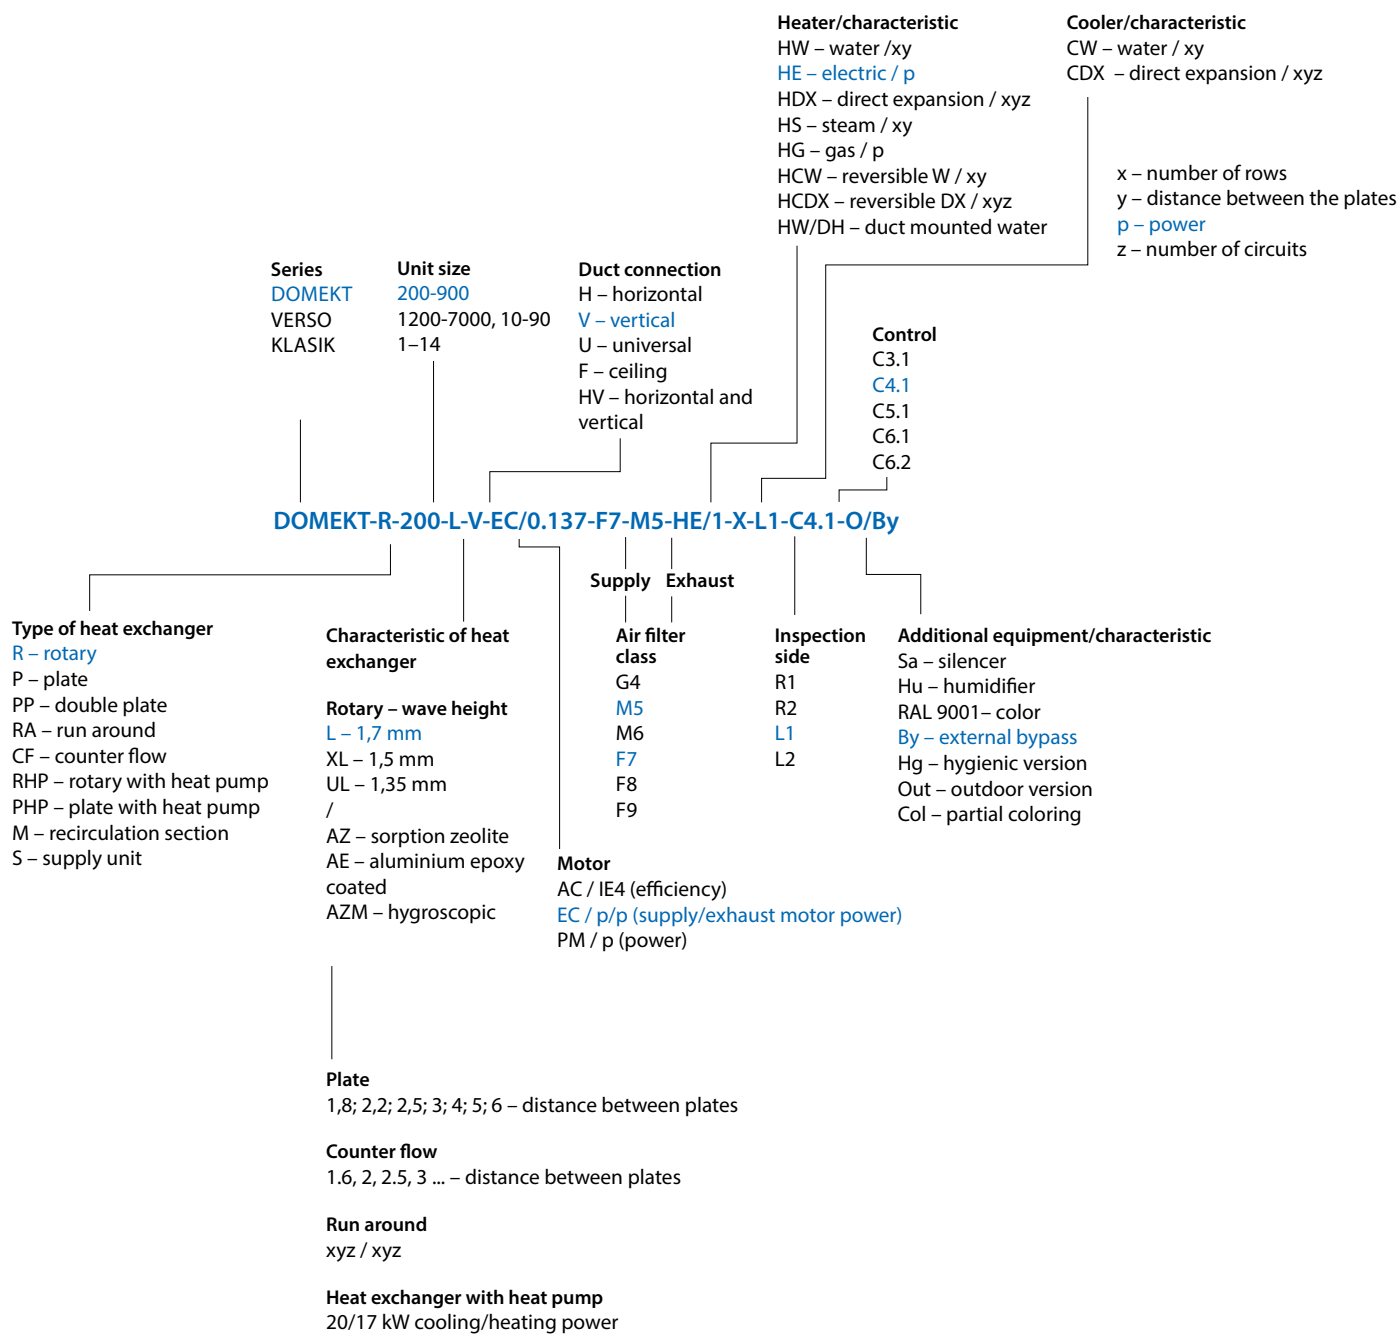 Heater/characteristic
HW – water /xy
HE – electric / p
HDX – direct expansion / xyz
HS – steam / xy
HG – gas / p
HCW – reversible W / xy
HCDX – reversible DX / xyz
HW/DH – duct mounted water
Cooler/characteristic
CW – water / xy
CDX – direct expansion / xyz
x – number of rows
y – distance between the plates
p – power
z – number of circuits
Series
DOMEKT
VERSO
KLASIK
Unit size
200-900
1200-7000, 10-90
1–14
Duct connection
H – horizontal
V – vertical
U – universal
F – ceiling
HV – horizontal and
vertical
Control
C3.1
C4.1
C5.1
C6.1
C6.2
DOMEKT-R-200-L-V-EC/0.137-F7-M5-HE/1-X-L1-C4.1-O/By
Supply
Exhaust
Type of heat exchanger
R – rotary
P – plate
PP – double plate
RA – run around
CF – counter flow
RHP – rotary with heat pump
PHP – plate with heat pump
M – recirculation section
S – supply unit
Characteristic of heat
exchanger
Rotary – wave height
L – 1,7 mm
XL – 1,5 mm
UL – 1,35 mm
/
AZ – sorption zeolite
AE – aluminium epoxy
coated
AZM – hygroscopic
Motor
AC / IE4 (efficiency)
EC / p/p (supply/exhaust motor power)
PM / p (power)
Air filter
class
G4
M5
M6
F7
F8
F9
Inspection
side
R1
R2
L1
L2
Additional equipment/characteristic
Sa – silencer
Hu – humidifier
RAL 9001– color
By – external bypass
Hg – hygienic version
Out – outdoor version
Col – partial coloring
Plate
1,8; 2,2; 2,5; 3; 4; 5; 6 – distance between plates
Counter flow
1.6, 2, 2.5, 3 ... – distance between plates
Run around
xyz / xyz
Heat exchanger with heat pump
20/17 kW cooling/heating power